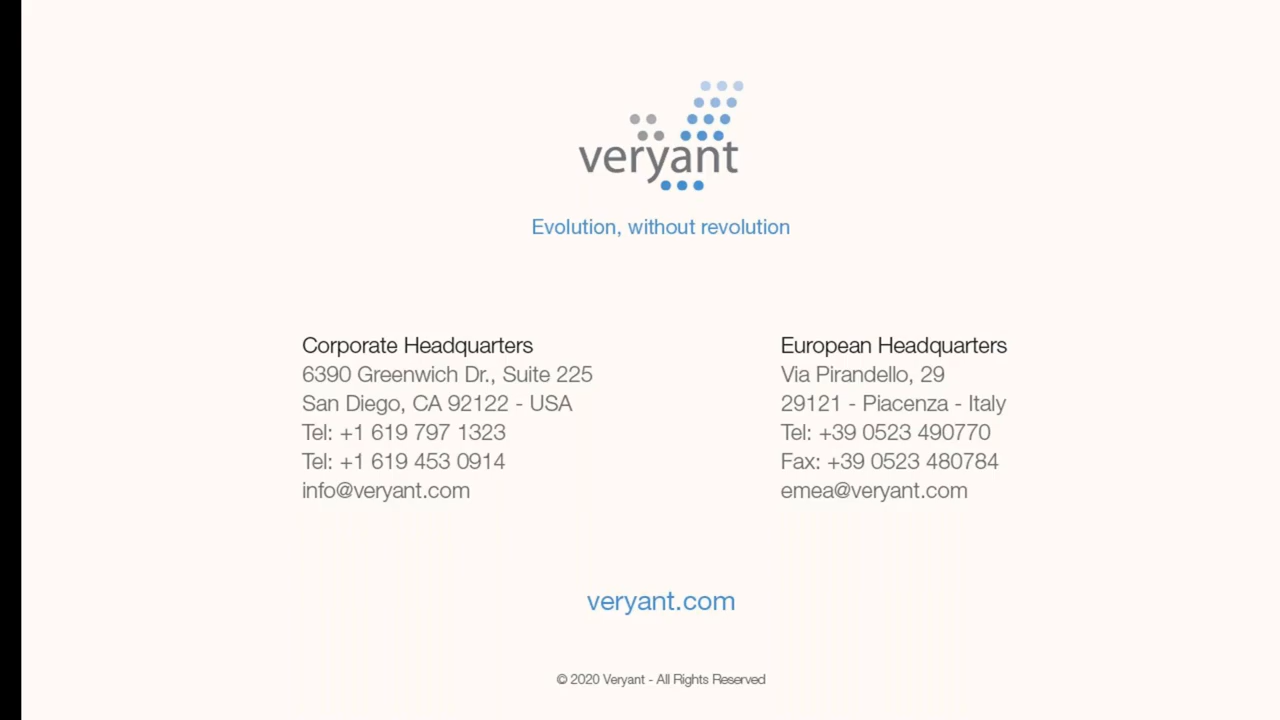 veryant
Evolution, without revolution
Corporate Headquarters
6390 Greenwich Dr., Suite 225
San Diego, CA 92122 - USA
Tel: +1 619 797 1323
Tel: +1 619 453 0914
info@veryant.com
European Headquarters
Via Pirandello, 29
29121 - Piacenza - Italy
Tel: +39 0523 490770
Fax: +39 0523 480784
emea@veryant.com
veryant.com
© 2020 Veryant - All Rights Reserved